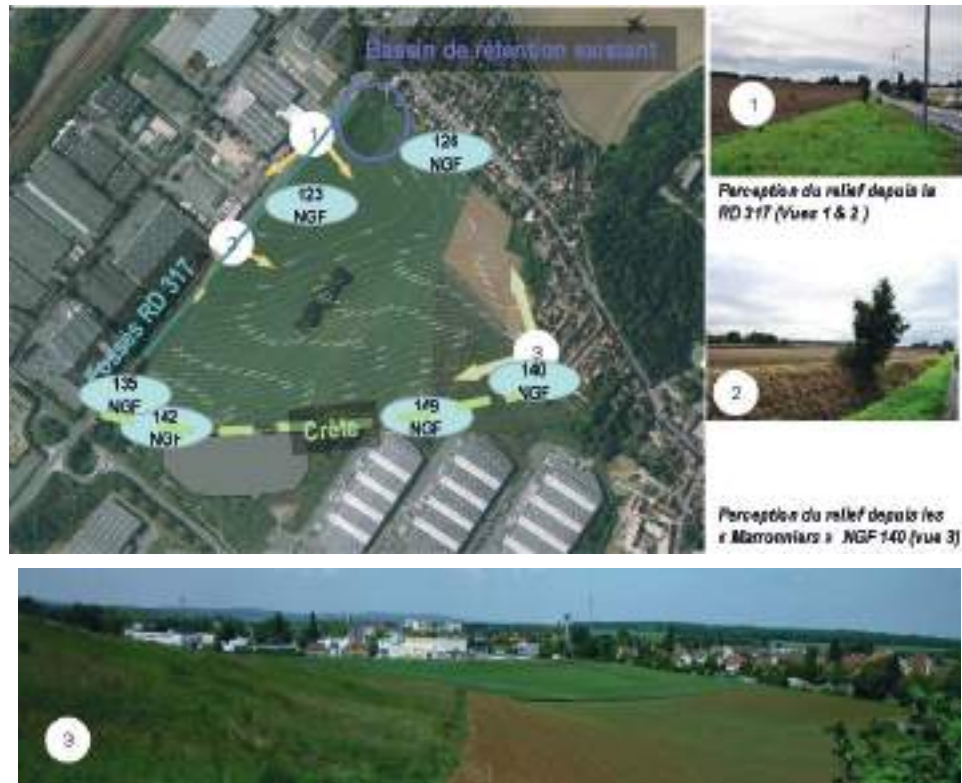 Bassin de rétention existant
1
128
NGF
123
NGF
2
RD 317
3
140
NGF
135
NGF
142
NGF
149
NGF
Crête
1
Perception du relief depuis la
RD 317 (Vues 1 & 2 )
2
Perception du relief depuis les
« Marronniers » NGF 140 (vue 3)
3